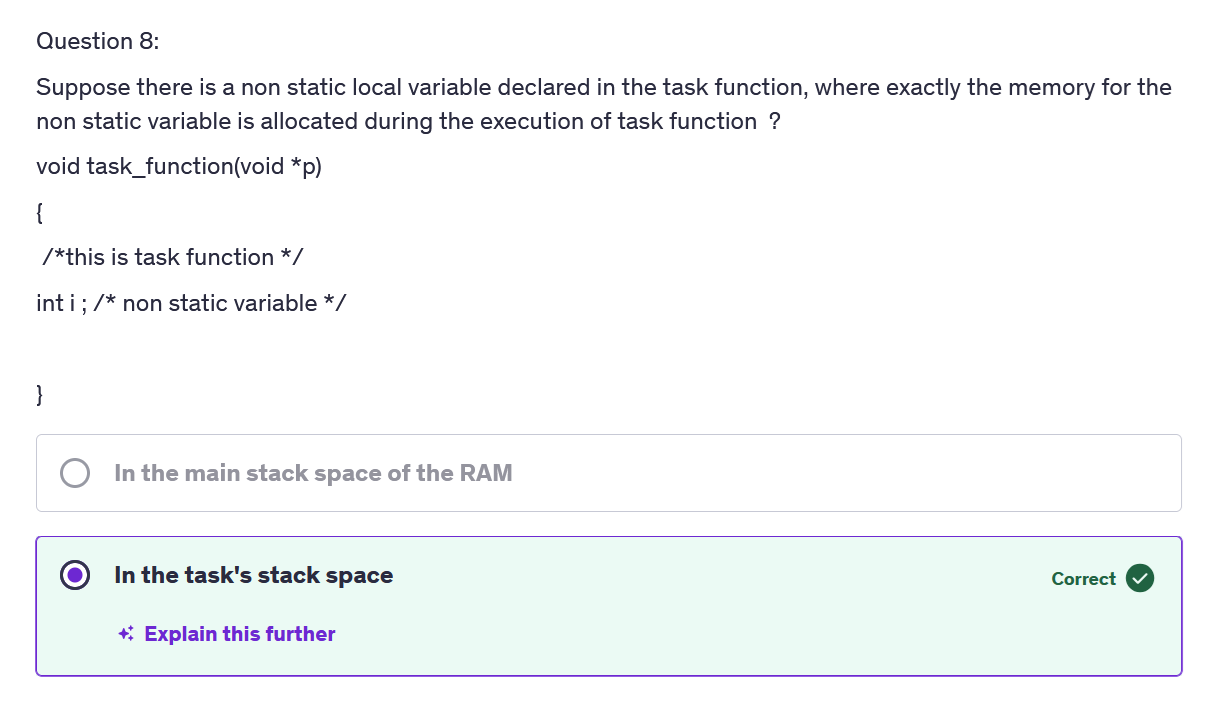 Question 8:
Suppose there is a non static local variable declared in the task function, where exactly the memory for the
non static variable is allocated during the execution of task function  ?
void task_function(void *p)
{
/*this is task function */
int i ; /* non static variable */
}
In the main stack space of the RAM
In the task's stack space
Correct
Explain this further